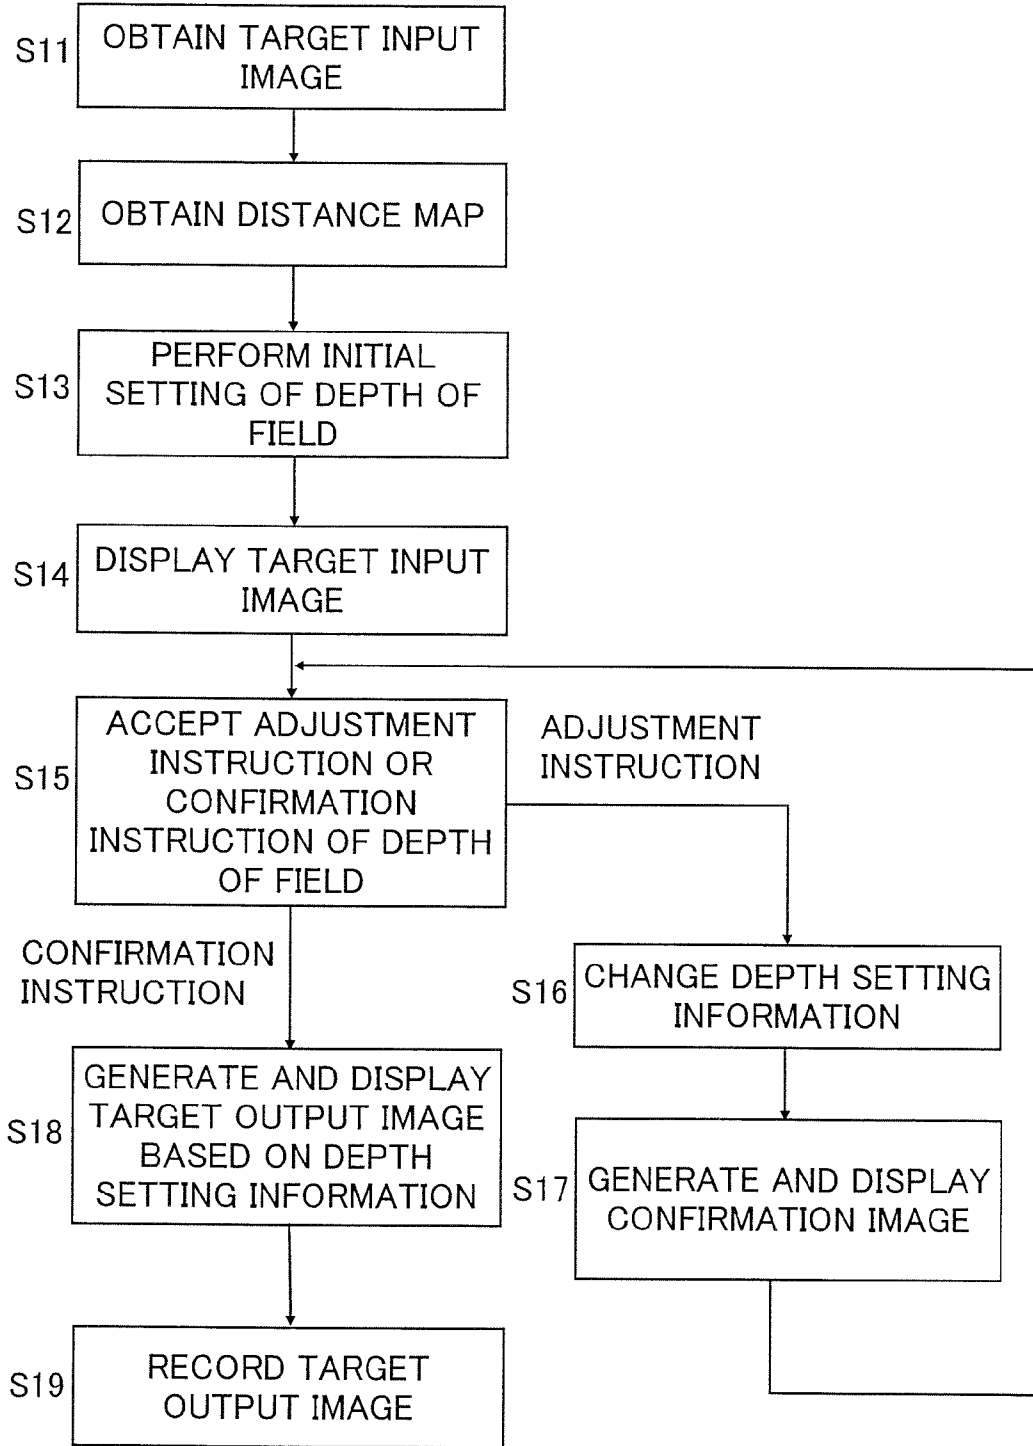 S11
OBTAIN TARGET INPUT
IMAGE
S12
OBTAIN DISTANCE MAP
S13
PERFORM INITIAL
SETTING OF DEPTH OF
FIELD
S14
DISPLAY TARGET INPUT
IMAGE
S15
ACCEPT ADJUSTMENT
INSTRUCTION OR
CONFIRMATION
INSTRUCTION OF DEPTH
OF FIELD
ADJUSTMENT
INSTRUCTION
S16
CHANGE DEPTH SETTING
INFORMATION
S17
GENERATE AND DISPLAY
CONFIRMATION IMAGE
CONFIRMATION
INSTRUCTION
S18
GENERATE AND DISPLAY
TARGET OUTPUT IMAGE
BASED ON DEPTH
SETTING INFORMATION
S19
RECORD TARGET
OUTPUT IMAGE